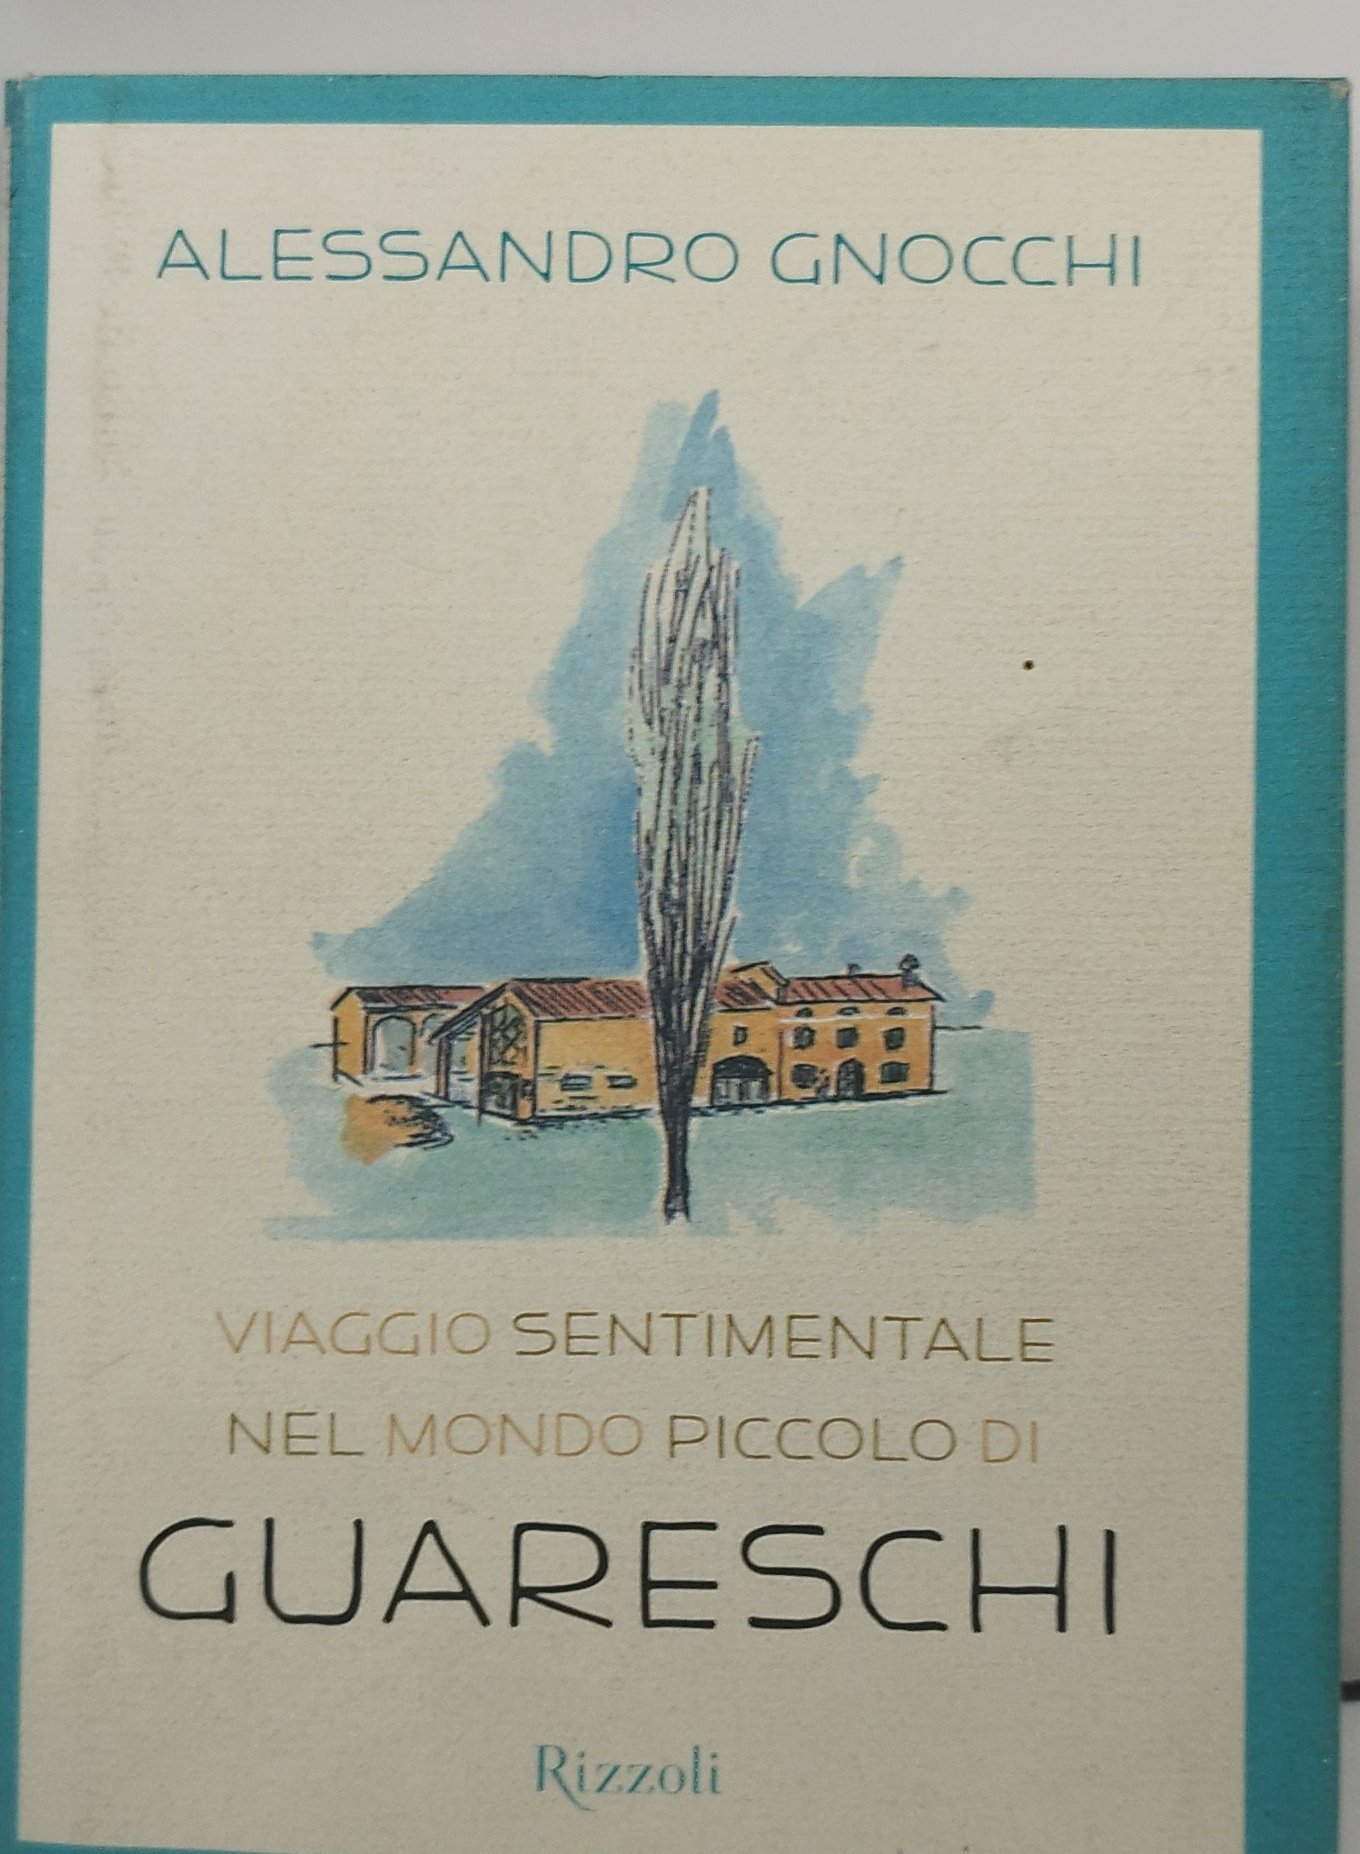 ALESSANDRO GNOCCHI
VIAGGIO SENTIMENTALE
NEL MONDO PICCOLO DI
GUARESCHI
Rizzoli